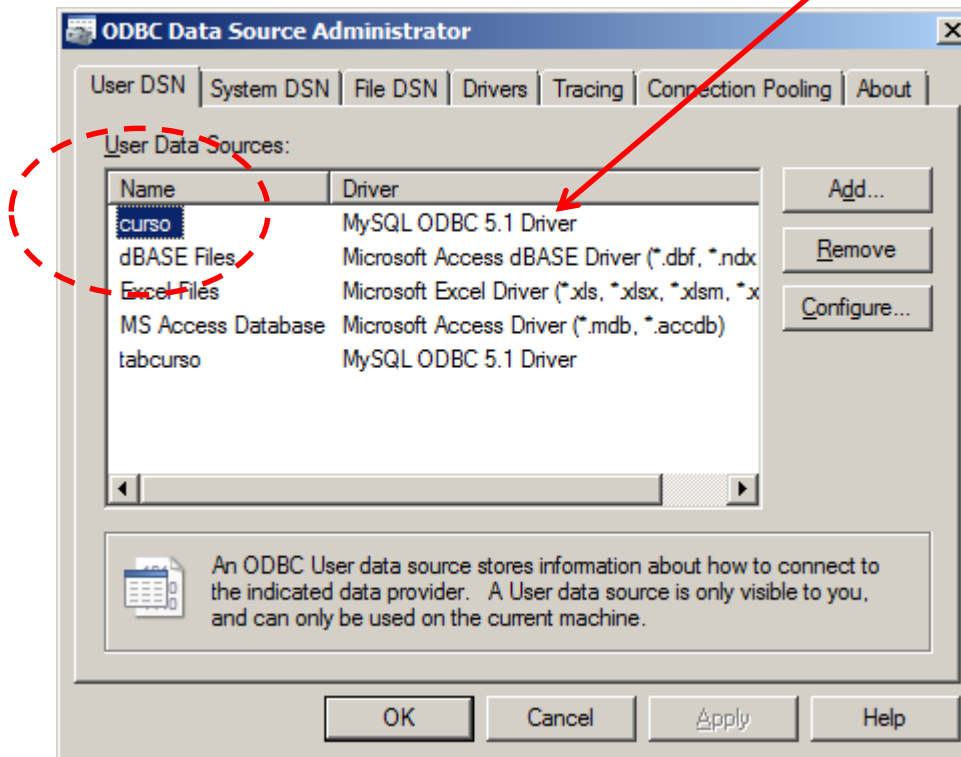 ODBC Data Source Administrator
User DSN System DSN File DSN Drivers Tracing Connection Pooling About
User Data Sources:
Name Driver
curso MySQL ODBC 5.1 Driver
dBASE Files Microsoft Access dBASE Driver (*.dbf, *.ndx
Excel Files Microsoft Excel Driver (*.xls, *.xlsx, *.xlsm, *.x
MS Access Database Microsoft Access Driver (*.mdb, *.accdb)
tabcurso MySQL ODBC 5.1 Driver
Add...
Remove
Configure...
An ODBC User data source stores information about how to connect to
the indicated data provider. A User data source is only visible to you,
and can only be used on the current machine.
OK Cancel Apply Help